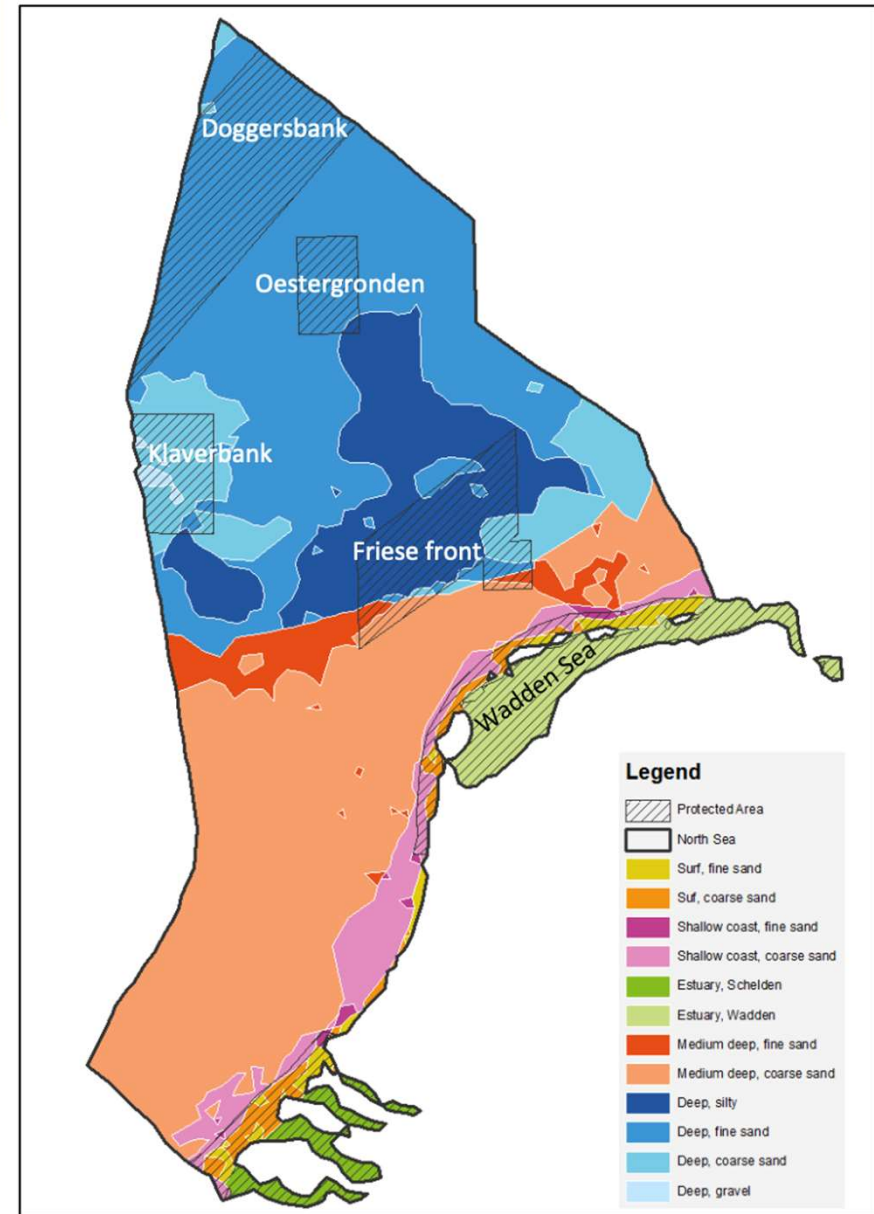 Doggersbank
Oestergronden
Klaverbank
Friese front
Wadden Sea
Legend
Protected Area
North Sea
Surf, fine sand
Suf, coarse sand
Shallow coast, fine sand
Shallow coast, coarse sand
Estuary, Schelden
Estuary, Wadden
Medium deep, fine sand
Medium deep, coarse sand
Deep, silty
Deep, fine sand
Deep, coarse sand
Deep, gravel